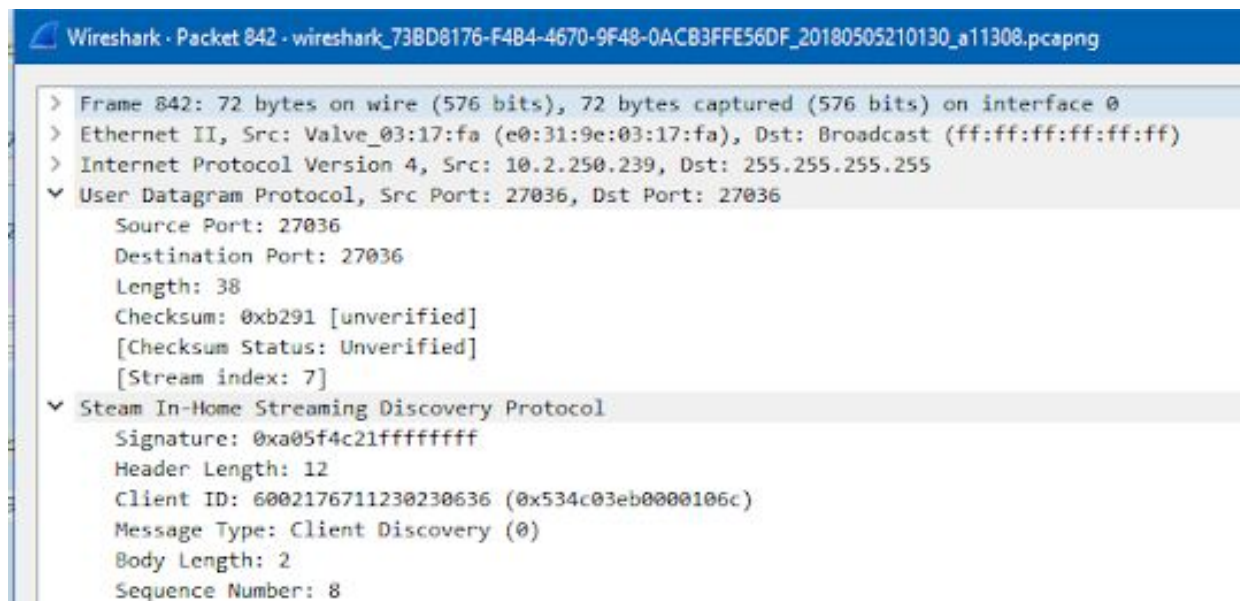 Wireshark · Packet 842 · wireshark_73BD8176-F4B4-4670-9F48-0ACB3FFE56DF_20180505210130_a11308.pcapng
> Frame 842: 72 bytes on wire (576 bits), 72 bytes captured (576 bits) on interface 0
> Ethernet II, Src: Valve_03:17:fa (e0:31:9e:03:17:fa), Dst: Broadcast (ff:ff:ff:ff:ff:ff)
> Internet Protocol Version 4, Src: 10.2.250.239, Dst: 255.255.255.255
User Datagram Protocol, Src Port: 27036, Dst Port: 27036
Source Port: 27036
Destination Port: 27036
Length: 38
Checksum: 0xb291 [unverified]
[Checksum Status: Unverified]
[Stream index: 7]
Steam In-Home Streaming Discovery Protocol
Signature: 0xa05f4c21ffffffff
Header Length: 12
Client ID: 6002176711230230636 (0x534c03eb0000106c)
Message Type: Client Discovery (0)
Body Length: 2
Sequence Number: 8